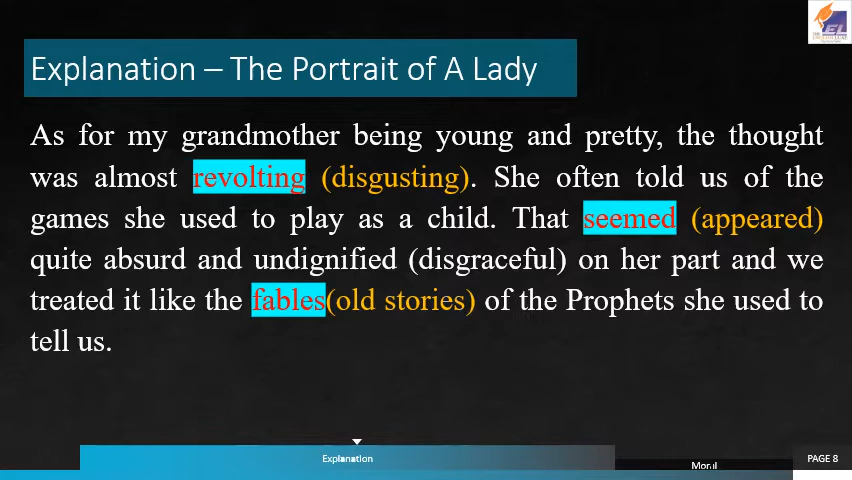 EL
Explanation – The Portrait of A Lady
As for my grandmother being young and pretty, the thought
was almost revolting (disgusting). She often told us of the
games she used to play as a child. That seemed (appeared)
quite absurd and undignified (disgraceful) on her part and we
treated it like the fables(old stories) of the Prophets she used to
tell us.
Explanation
Moral
PAGE 8